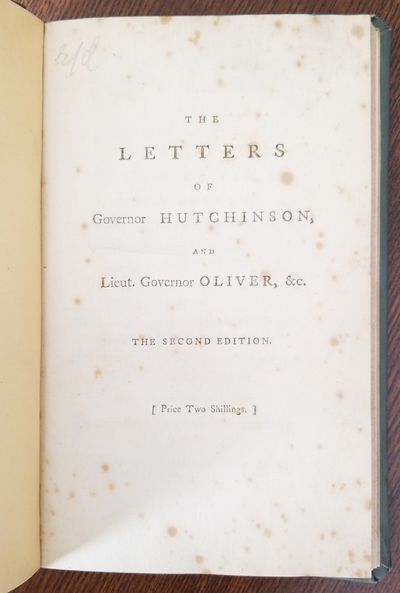 THE
LETTERS
OF
Governor HUTCHINSON,
AND
Lieut. Governor OLIVER, &c.
THE SECOND EDITION.
[ Price Two Shillings. ]